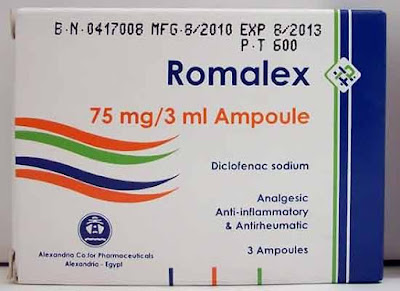 B·N·0417008 MFG·8/2010 EXP 8/2013
P·T 600
Romalex
75 mg/3 ml Ampoule
Diclofenac sodium
Analgesic
Anti-inflammatory
& Antirheumatic
3 Ampoules
Alexandria Co.for Pharmaceuticals
Alexandria - Egypt